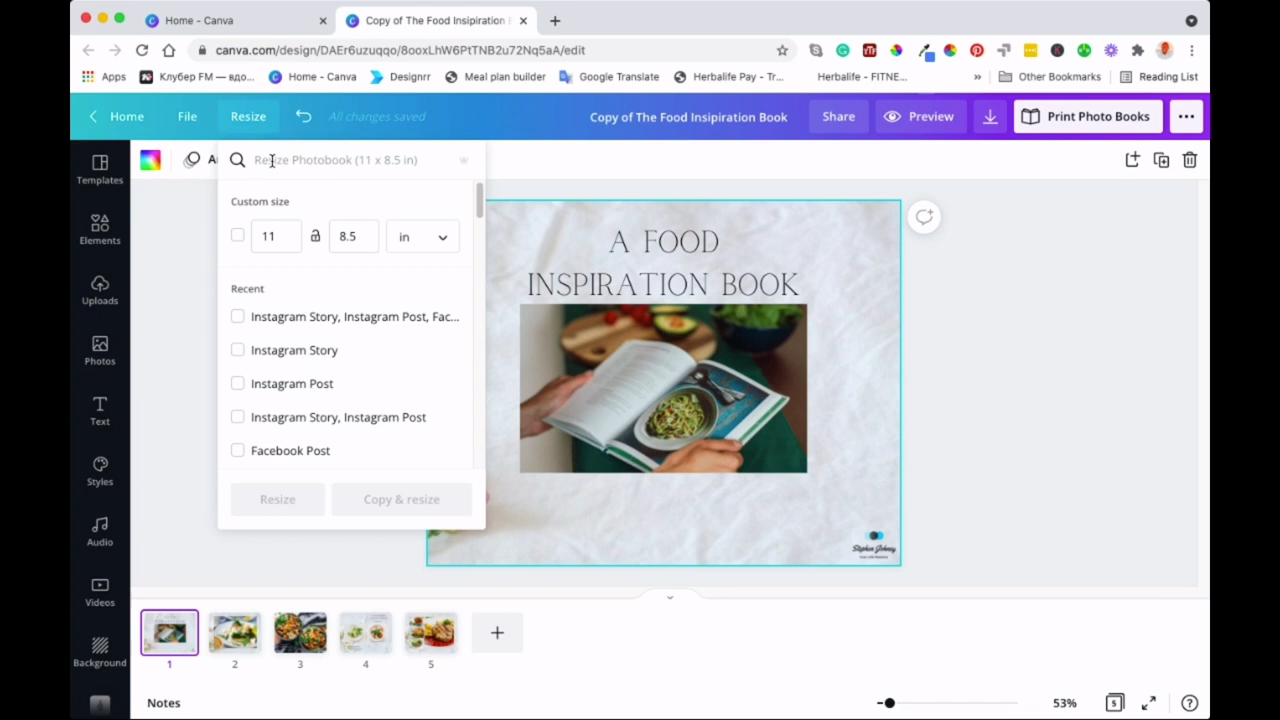 Home - Canva
Copy of The Food Insipiration B
canva.com/design/DAEr6uzuqqo/8ooxLhW6PtTNB2u72Nq5aA/edit
Apps
Клубер FM — вдо...
Home - Canva
Designrr
Meal plan builder
Google Translate
Herbalife Pay - Tr...
Herbalife - FITNE...
»
Other Bookmarks
Reading List
Home
File
Resize
All changes saved
Copy of The Food Insipiration Book
Share
Preview
Print Photo Books
Resize Photobook (11 x 8.5 in)
Custom size
11
8.5
in
Recent
Instagram Story, Instagram Post, Fac...
Instagram Story
Instagram Post
Instagram Story, Instagram Post
Facebook Post
Resize
Copy & resize
Templates
Elements
Uploads
Photos
Text
Styles
Audio
Videos
Background
A FOOD
INSPIRATION BOOK
Stephen Johnny
1
2
3
4
5
Notes
53%
5